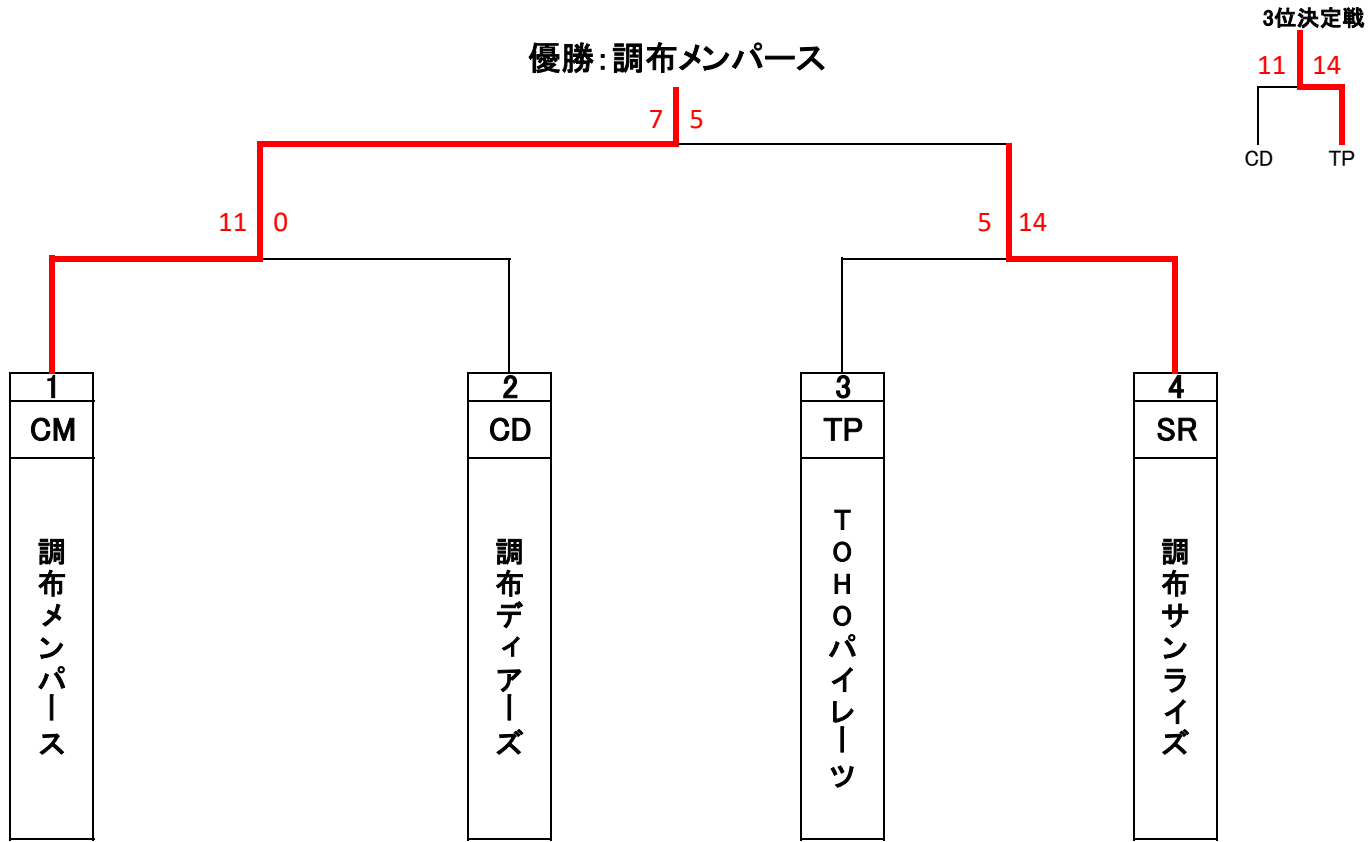 3位決定戦
優勝：調布メンパース
11 14
7 5
CD TP
11 0
5 14
1 2 3 4
CM CD TP SR
調布メンパース
調布ディアーズ
TOHOパイレーツ
調布サンライズ